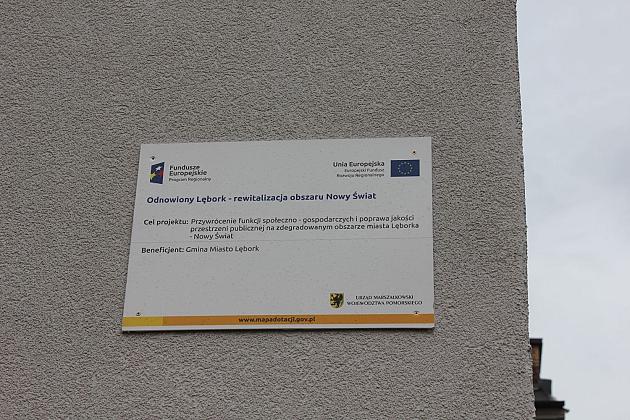 Fundusze
Europejskie
Program Regionalny
Unia Europejska
Europejski Fundusz
Rozwoju Regionalnego
Odnowiony Lębork - rewitalizacja obszaru Nowy Świat
Cel projektu: Przywrócenie funkcji społeczno - gospodarczych i poprawa jakości
przestrzeni publicznej na zdegradowanym obszarze miasta Lęborka
- Nowy Świat
Beneficjent: Gmina Miasto Lębork
URZĄD MARSZAŁKOWSKI
WOJEWÓDZTWA POMORSKIEGO
www.mapadotacji.gov.pl